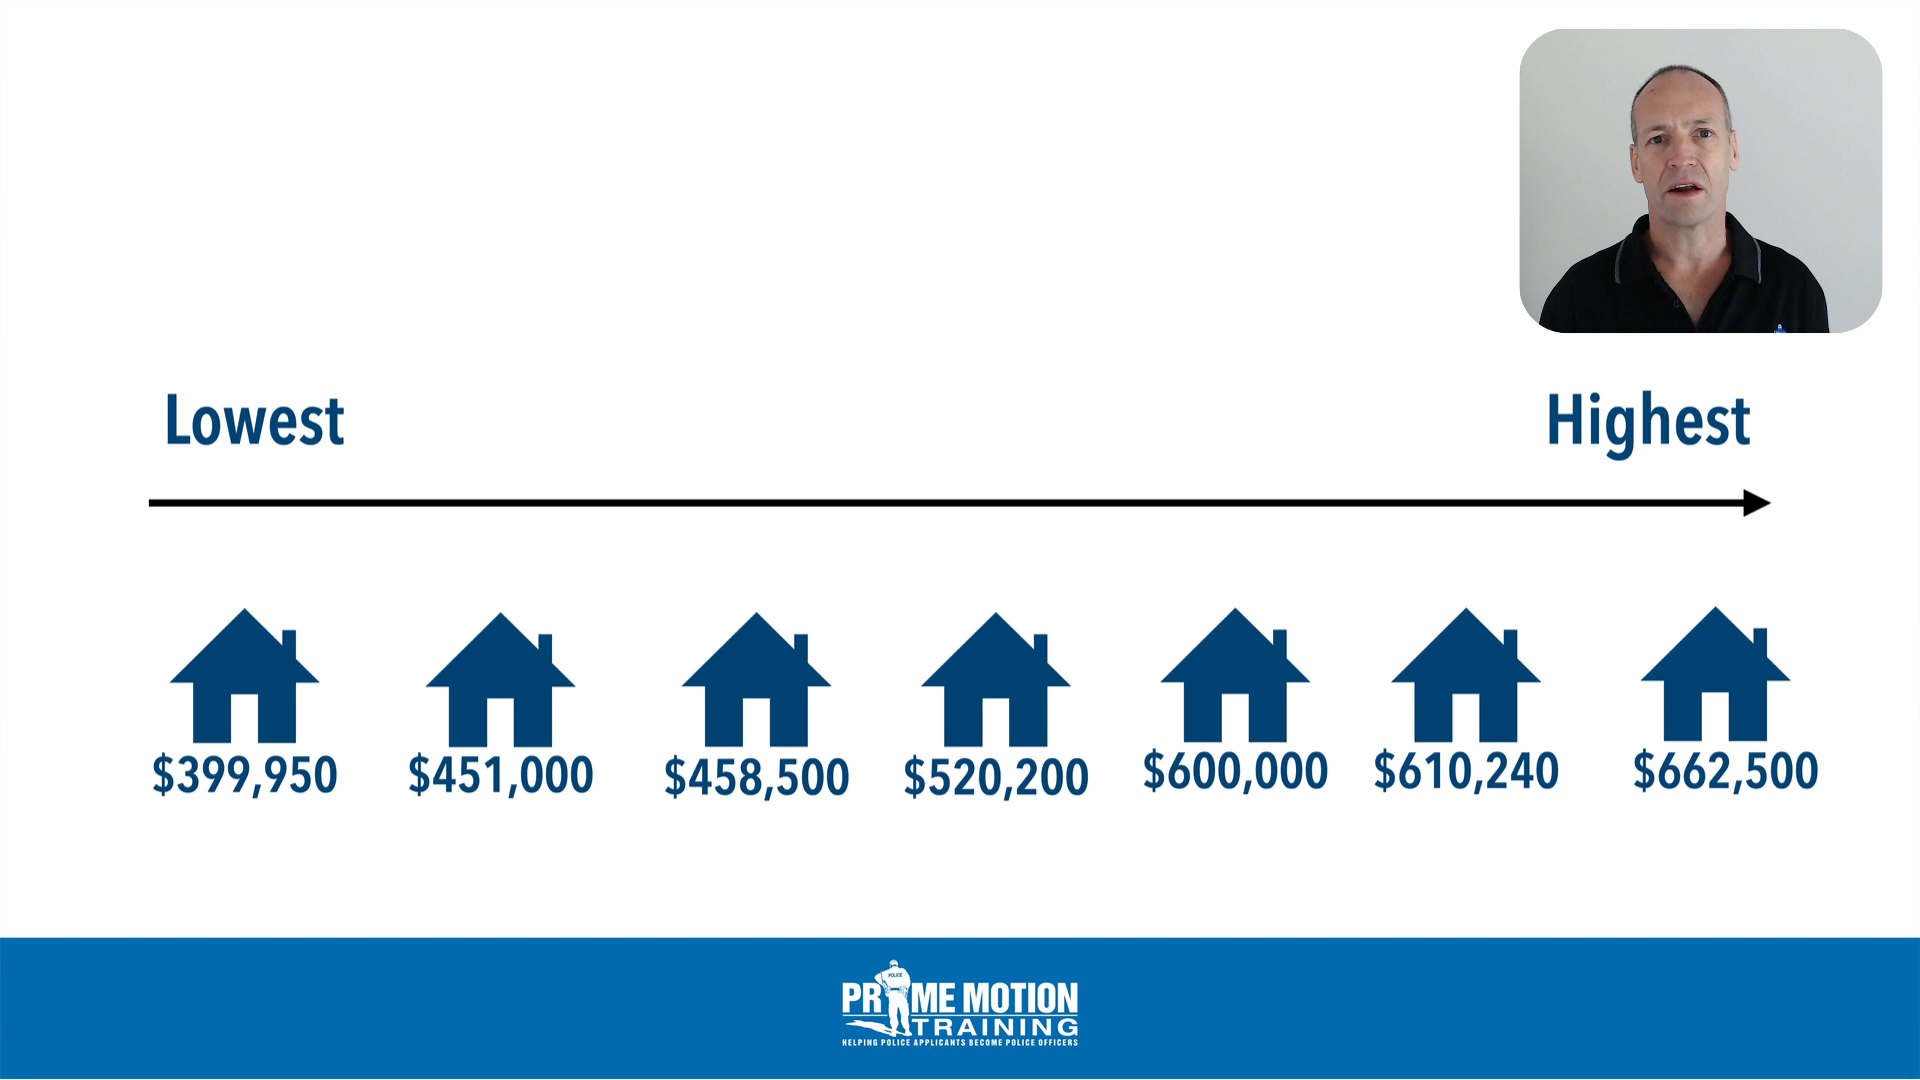 Lowest
Highest
$399,950
$451,000
$458,500
$520,200
$600,000
$610,240
$662,500
POLICE
PRIME MOTION
TRAINING
HELPING POLICE APPLICANTS BECOME POLICE OFFICERS